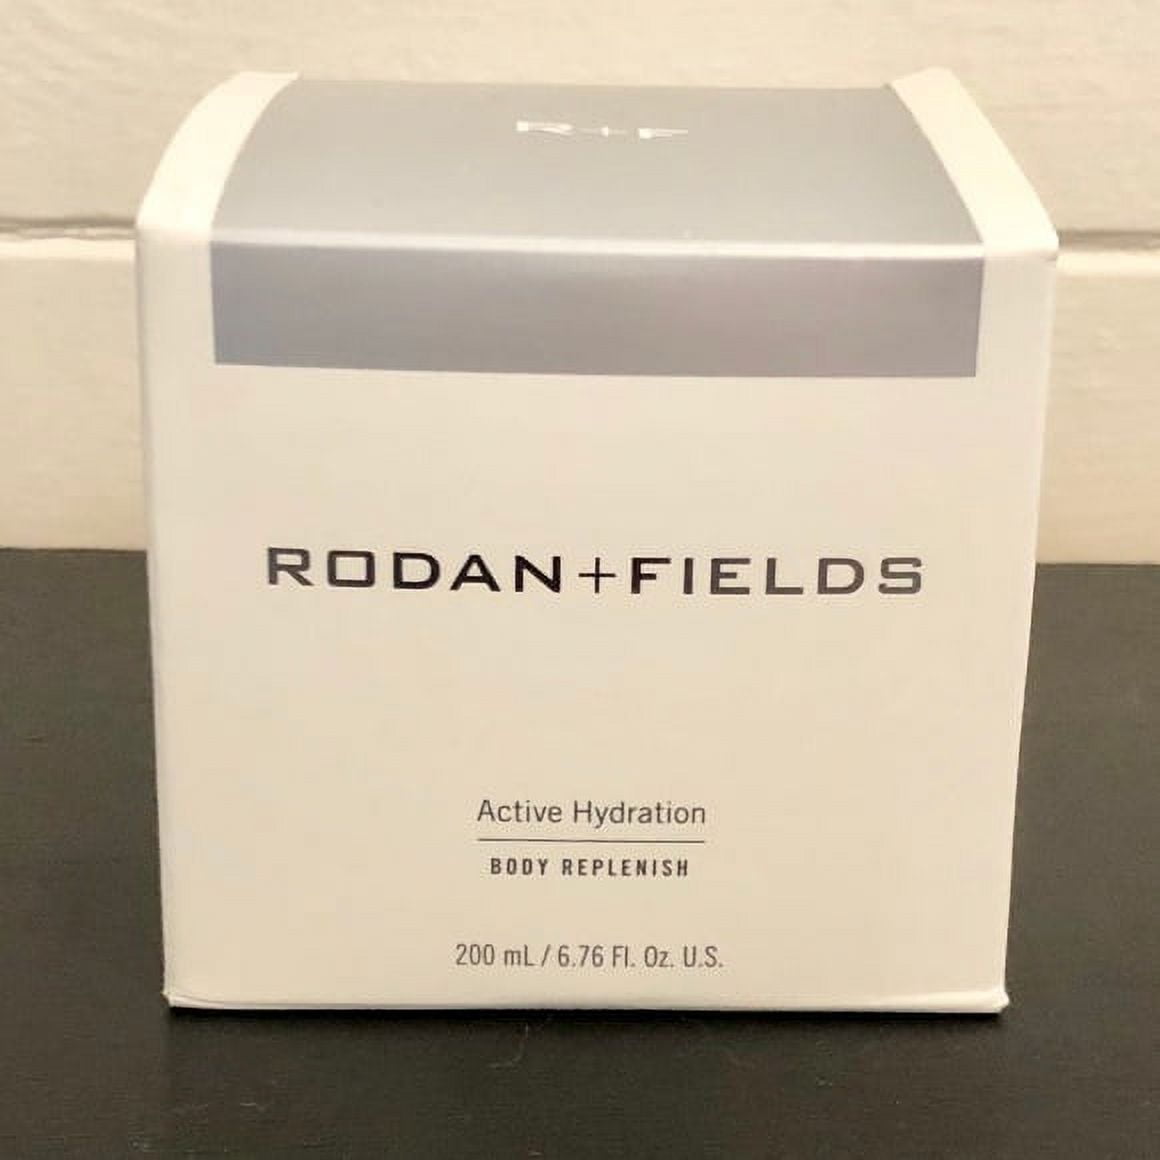 R+F
RODAN+FIELDS
Active Hydration
BODY REPLENISH
200 mL / 6.76 Fl. Oz. U.S.